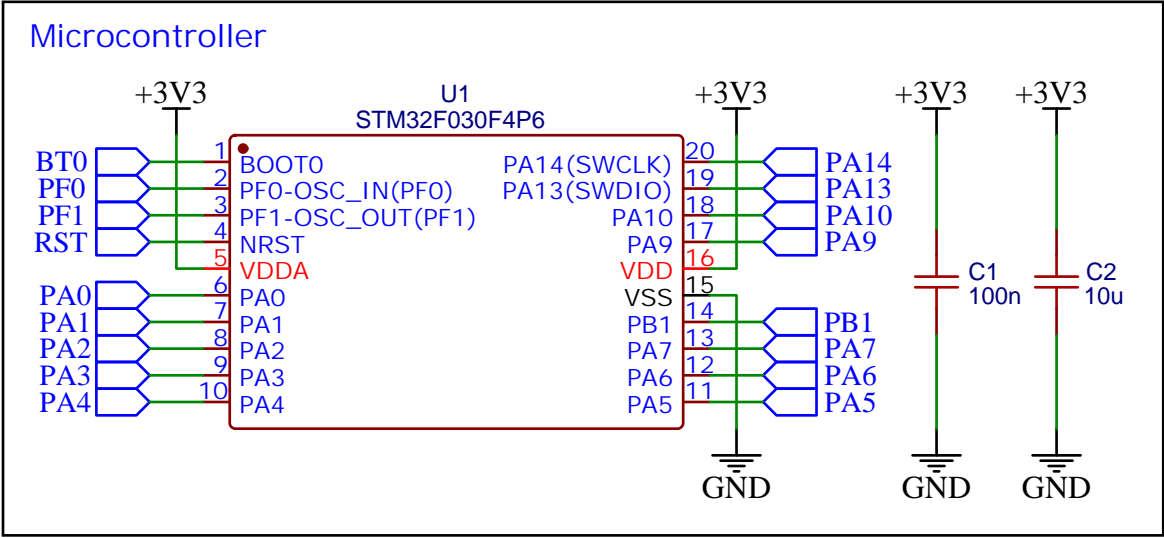 Microcontroller
+3V3
U1
STM32F030F4P6
+3V3
+3V3
+3V3
BT0 1 BOOT0
PF0 2 PF0-OSC_IN(PF0)
PF1 3 PF1-OSC_OUT(PF1)
RST 4 NRST
5 VDDA
PA0 6 PA0
PA1 7 PA1
PA2 8 PA2
PA3 9 PA3
PA4 10 PA4
PA14(SWCLK) 20 PA14
PA13(SWDIO) 19 PA13
PA10 18 PA10
PA9 17 PA9
VDD 16
VSS 15
PB1 14 PB1
PA7 13 PA7
PA6 12 PA6
PA5 11 PA5
GND
C1
100n
GND
C2
10u
GND